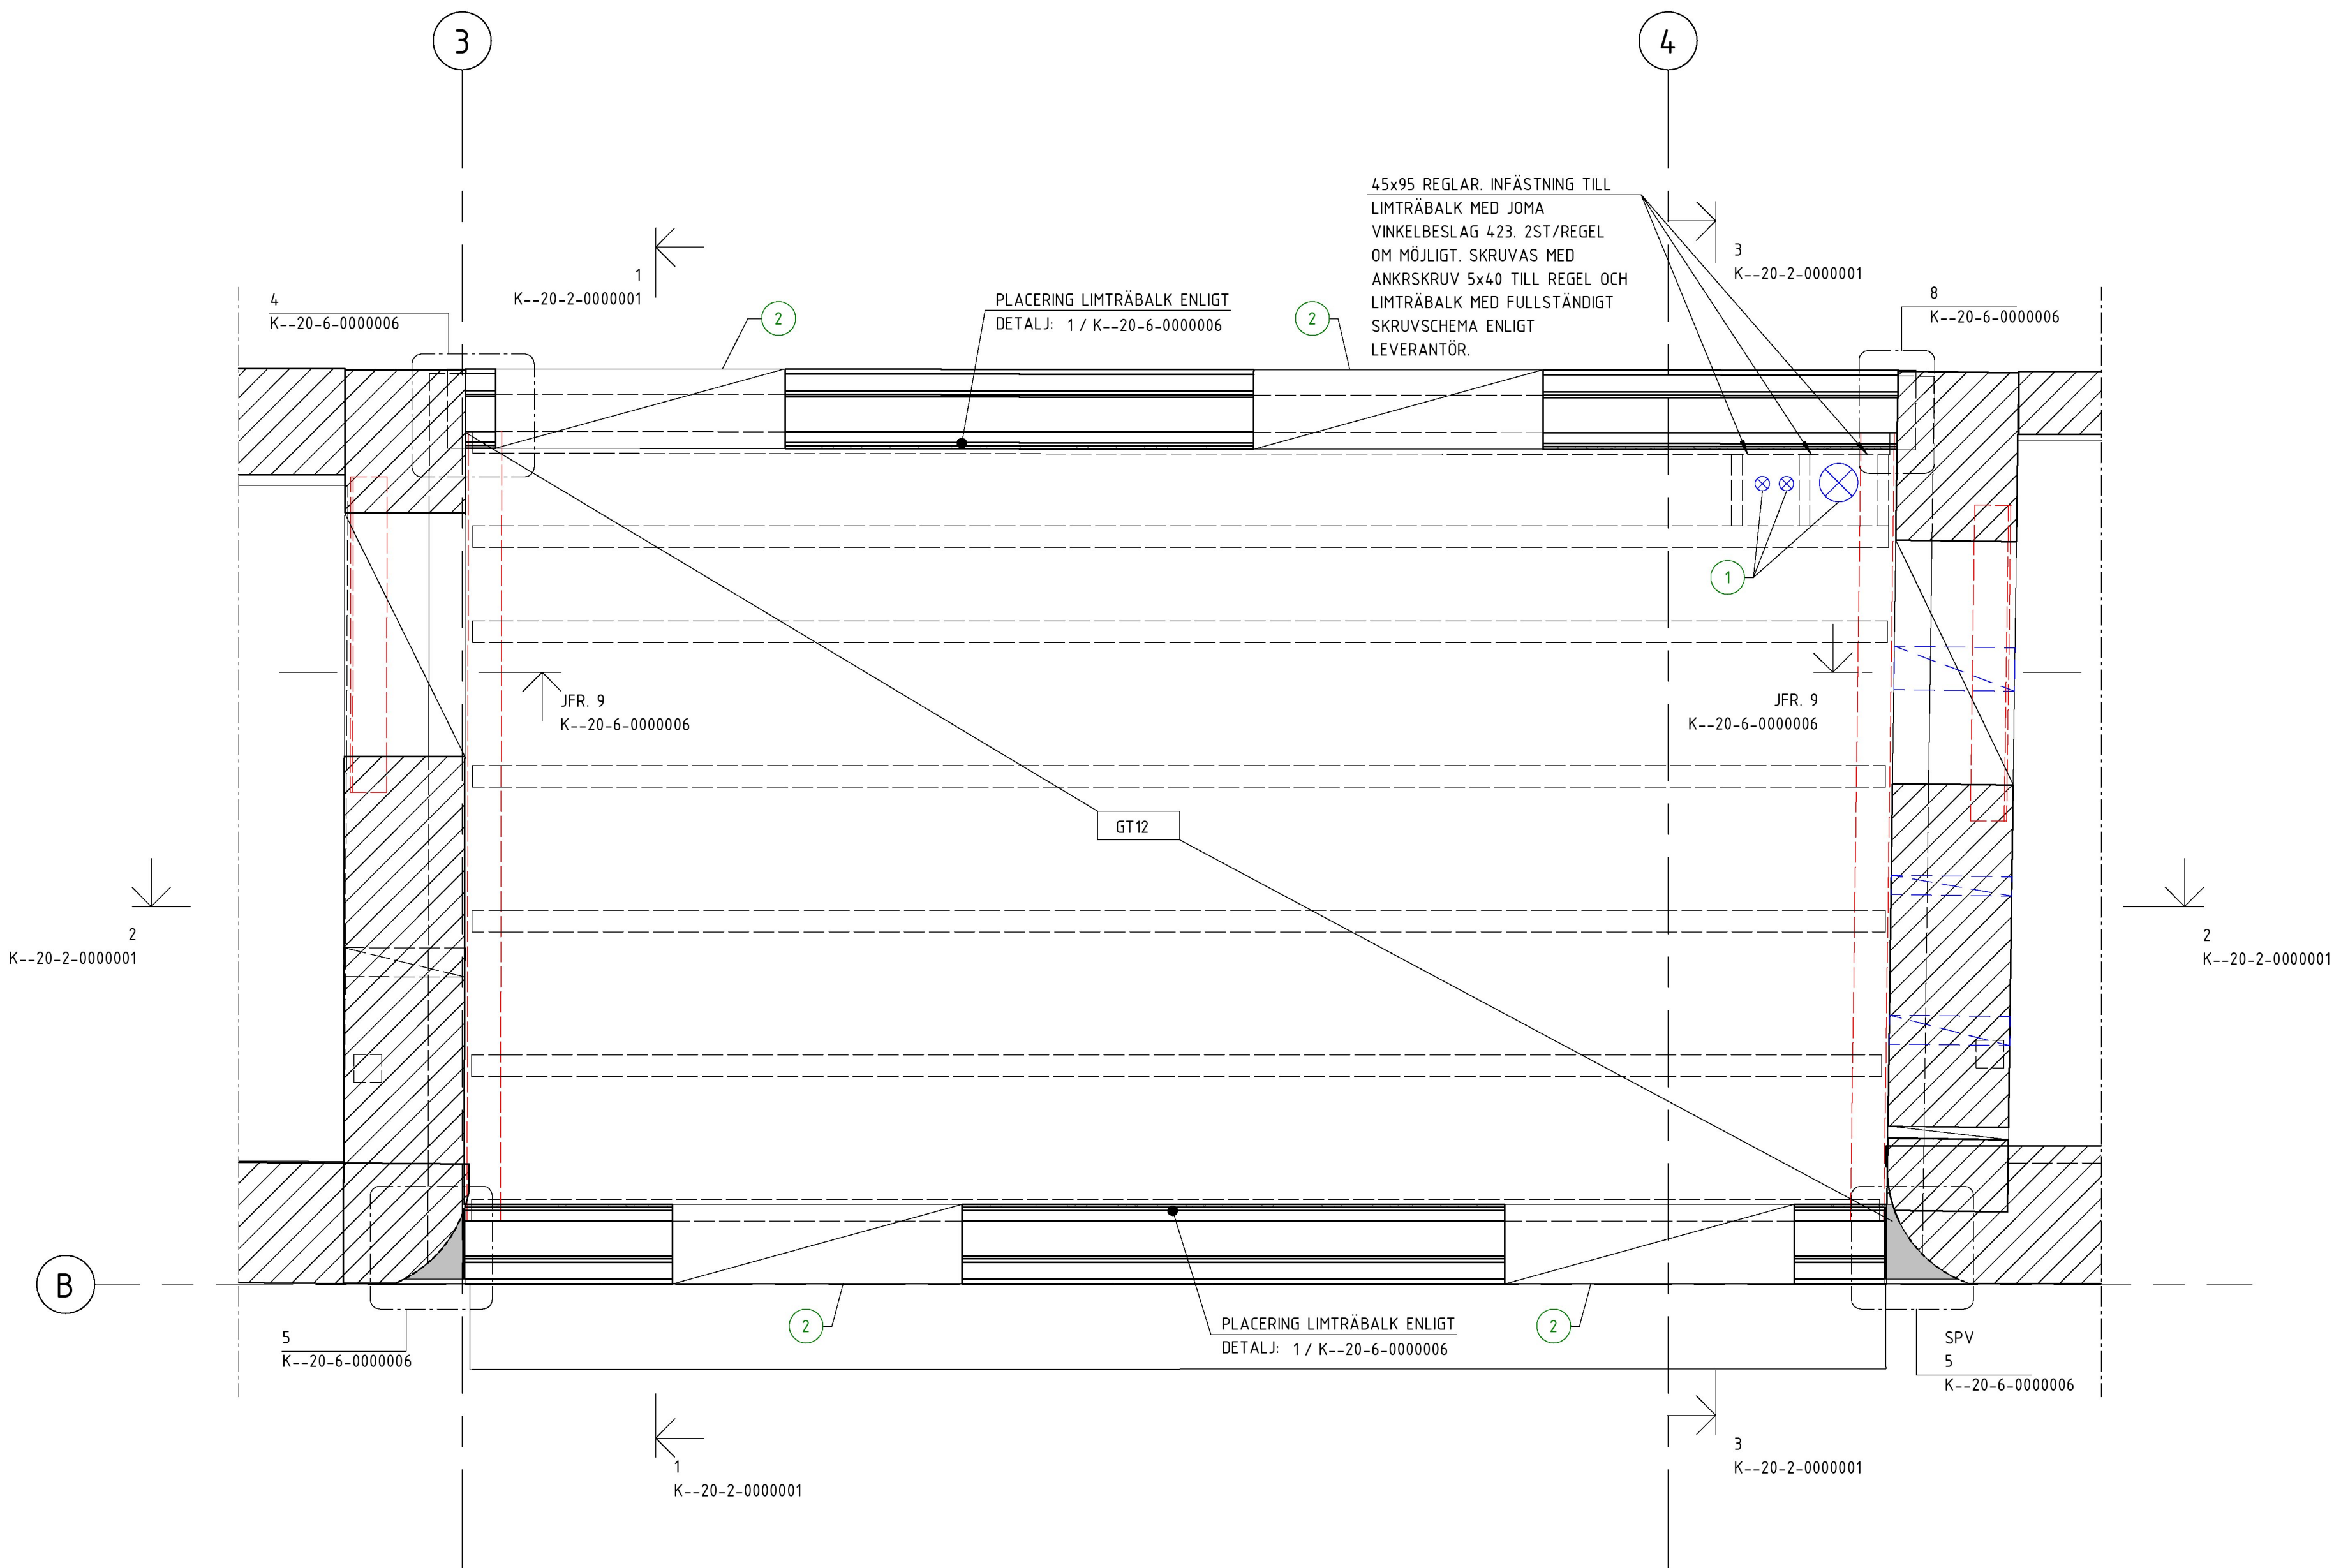 3
4
45x95 REGLAR. INFÄSTNING TILL
LIMTRÄBALK MED JOMA
VINKELBESLAG 423. 2ST/REGEL
OM MÖJLIGT. SKRUVAS MED
ANKRSKRUV 5x40 TILL REGEL OCH
LIMTRÄBALK MED FULLSTÄNDIGT
SKRUVSCHEMA ENLIGT
LEVERANTÖR.
3
K--20-2-0000001
1
K--20-2-0000001
4
K--20-6-0000006
2
PLACERING LIMTRÄBALK ENLIGT
DETALJ: 1 / K--20-6-0000006
2
8
K--20-6-0000006
1
JFR. 9
K--20-6-0000006
JFR. 9
K--20-6-0000006
GT12
2
K--20-2-0000001
2
K--20-2-0000001
B
2
PLACERING LIMTRÄBALK ENLIGT
DETALJ: 1 / K--20-6-0000006
2
5
K--20-6-0000006
SPV
5
K--20-6-0000006
1
K--20-2-0000001
3
K--20-2-0000001